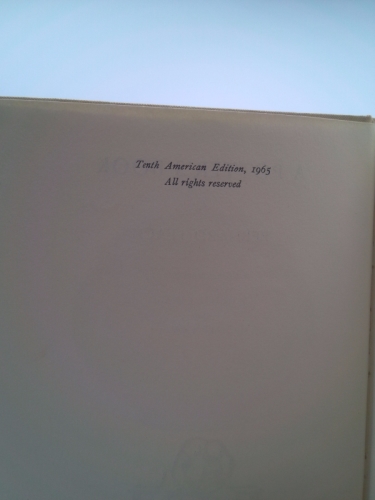 Tenth American Edition, 1965
All rights reserved